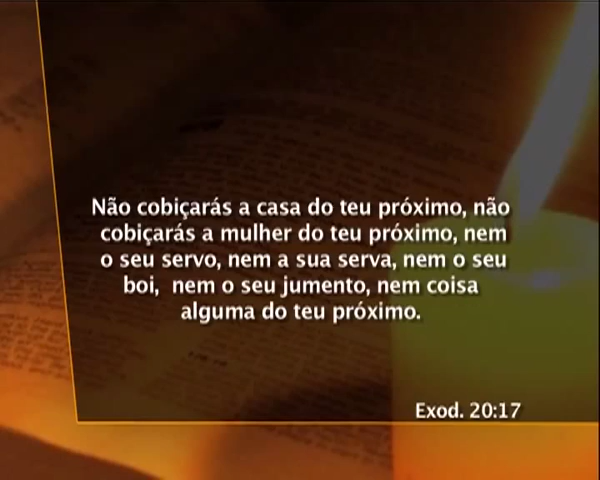 Não cobiçarás a casa do teu próximo, não
cobiçarás a mulher do teu próximo, nem
o seu servo, nem a sua serva, nem o seu
boi, nem o seu jumento, nem coisa
alguma do teu próximo.
Exod. 20:17